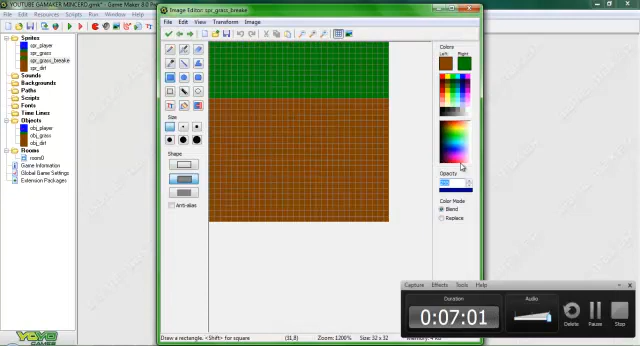 YOUTUBE GAMAKER MINCERO.gmk* - Game Maker 8.0 P
File Edit Resources Scripts Run Window H
Sprites
spr_player
spr_grass
spr_grass_breake
spr_dirt
Sounds
Backgrounds
Paths
Scripts
Fonts
Time Lines
Objects
obj_player
obj_grass
obj_dirt
Rooms
room0
Game Information
Global Game Settings
Extension Packages
YOYO
GAMES
Image Editor: spr_grass_breake
File Edit View Transform Image
Size
Shape
Anti-alias
Colors
Left: Right:
Opacity
Color Mode
Blend
Replace
Draw a rectangle. <Shift> for square
(31,8)
Zoom: 1200%
Size: 32 x 32
Capture Effects Tools Help
Duration
0:07:01
Audio
Delete
Pause
Stop